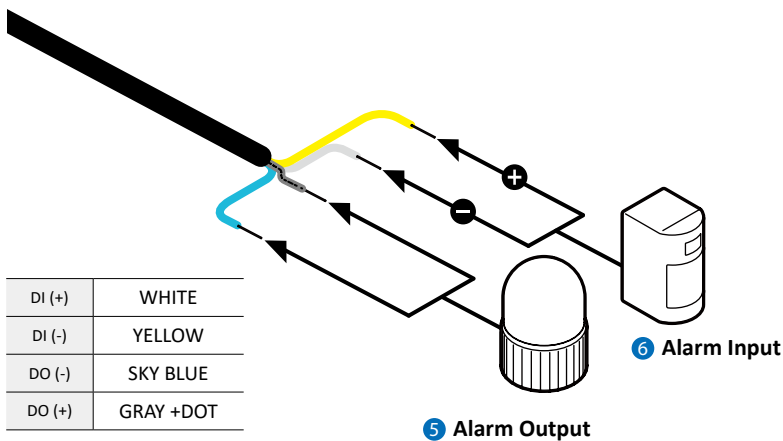 +
−
DI (+) WHITE
DI (-) YELLOW
DO (-) SKY BLUE
DO (+) GRAY +DOT
6 Alarm Input
5 Alarm Output